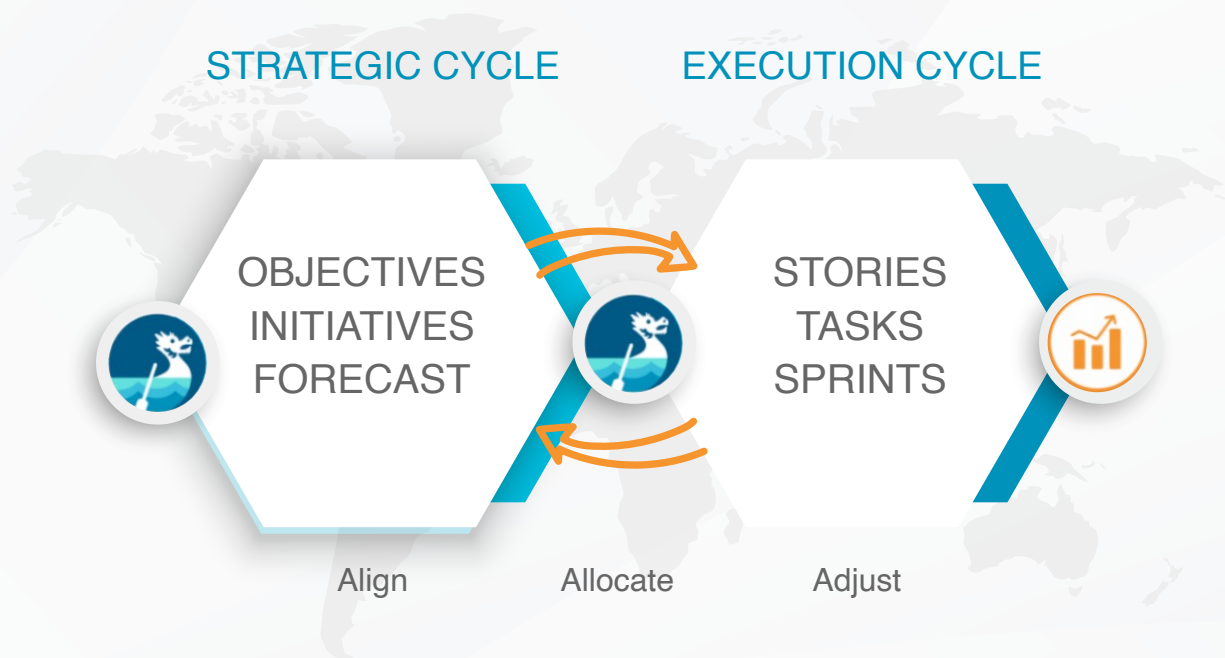 STRATEGIC CYCLE
EXECUTION CYCLE
OBJECTIVES
INITIATIVES
FORECAST
STORIES
TASKS
SPRINTS
Align
Allocate
Adjust